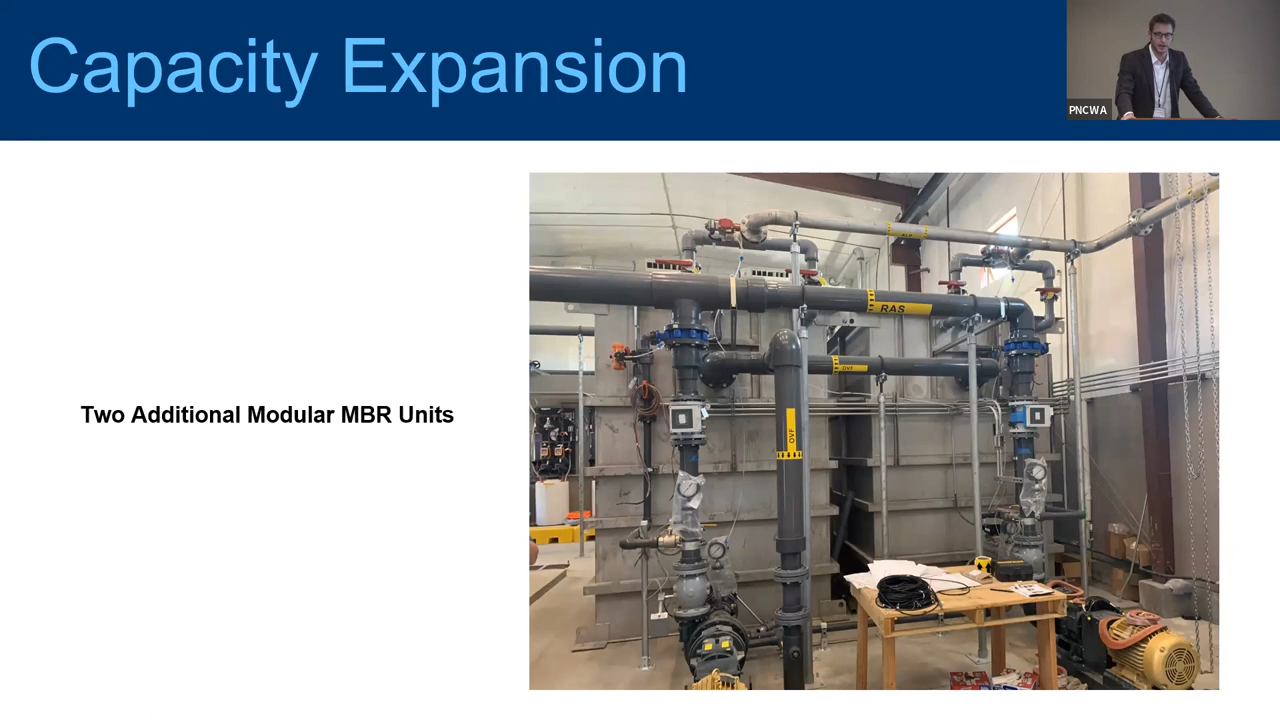 Capacity Expansion
PNCWA
Two Additional Modular MBR Units
RAS
OVF
OVF